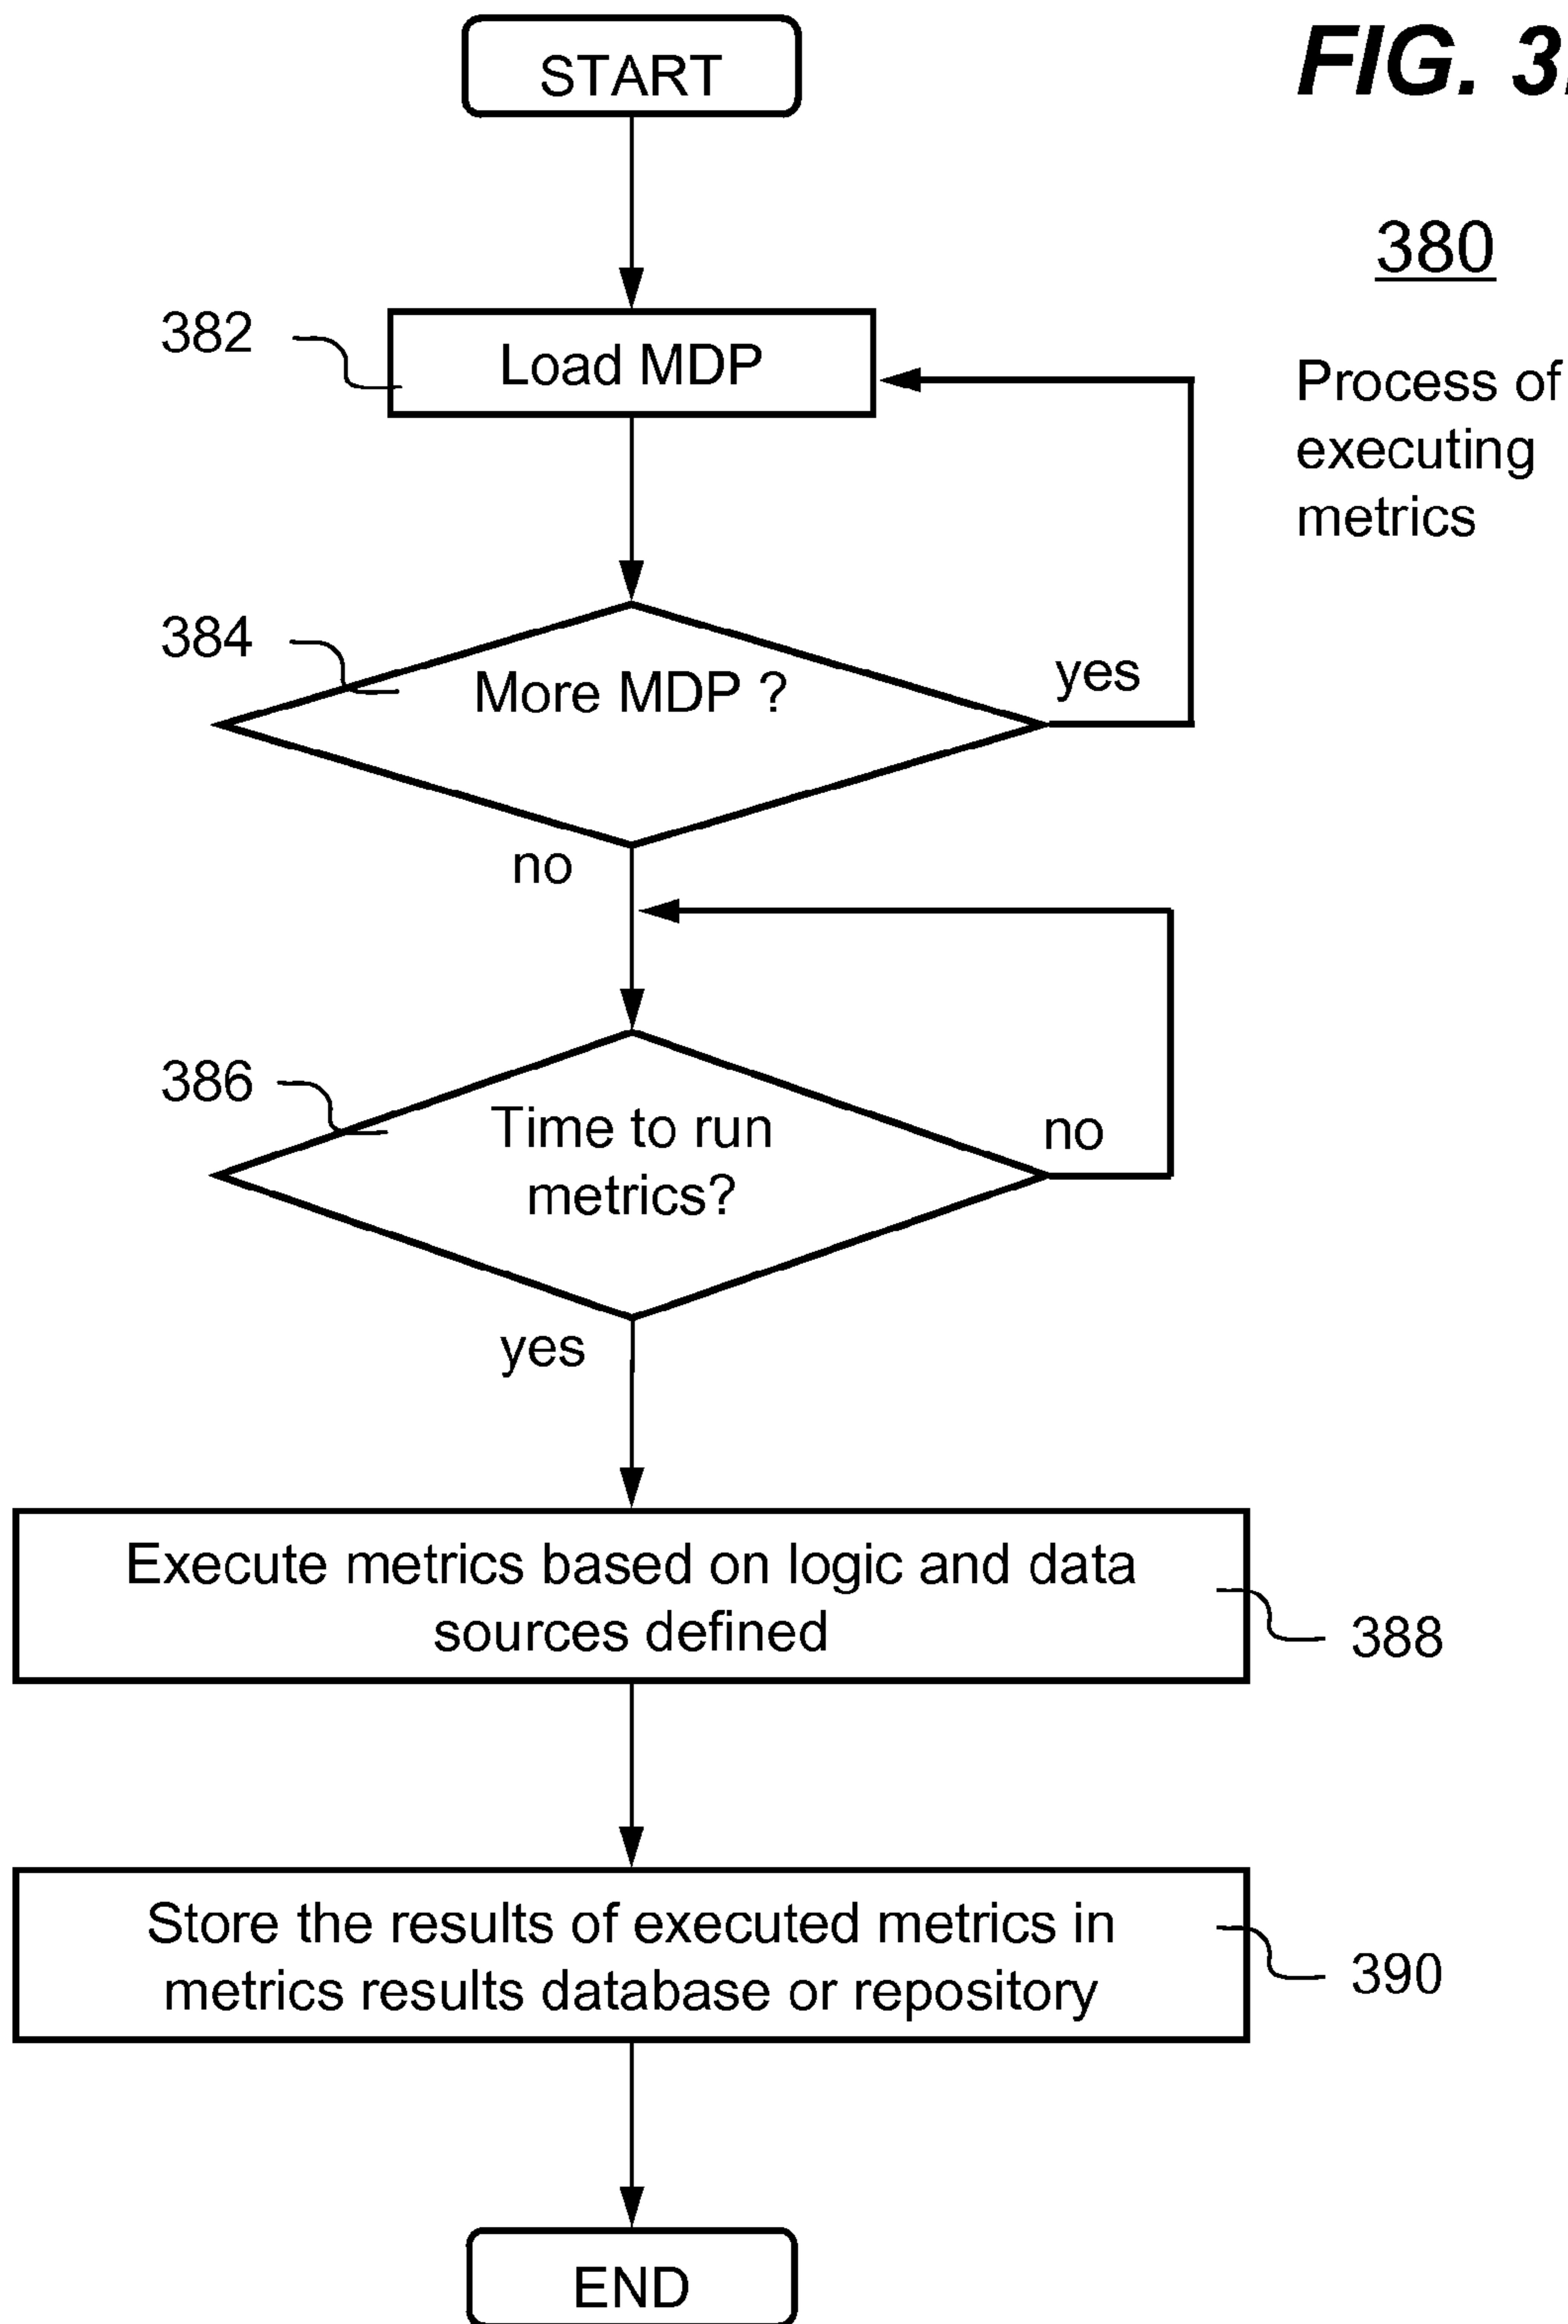 START
FIG. 3
380
Process of
executing
metrics
382
Load MDP
384
More MDP ?
yes
no
386
Time to run
metrics?
no
yes
Execute metrics based on logic and data
sources defined
388
Store the results of executed metrics in
metrics results database or repository
390
END